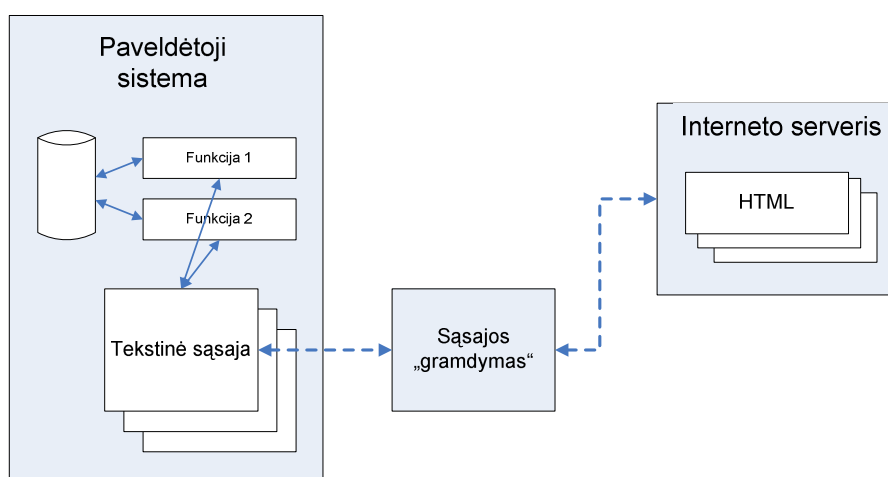 Paveldėtoji
sistema
Funkcija 1
Funkcija 2
Tekstinė sąsaja
Sąsajos
„gramdymas“
Interneto serveris
HTML